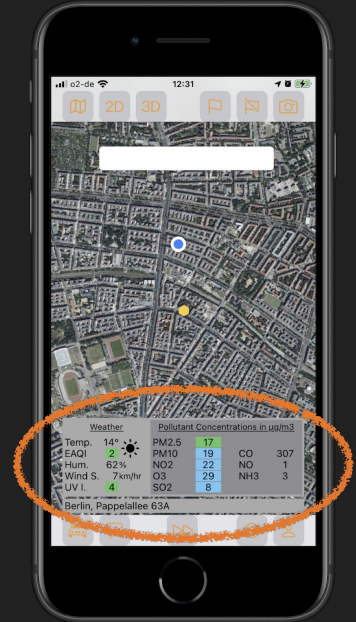 o2-de 12:31
2D 3D
Weather Pollutant Concentrations in µg/m3
Temp. 14° PM2.5 17
EAQI 2 PM10 19 CO 307
Hum. 62% NO2 22 NO 1
Wind S. 7 km/hr O3 29 NH3 3
UV I. 4 SO2 8
Berlin, Pappelallee 63A